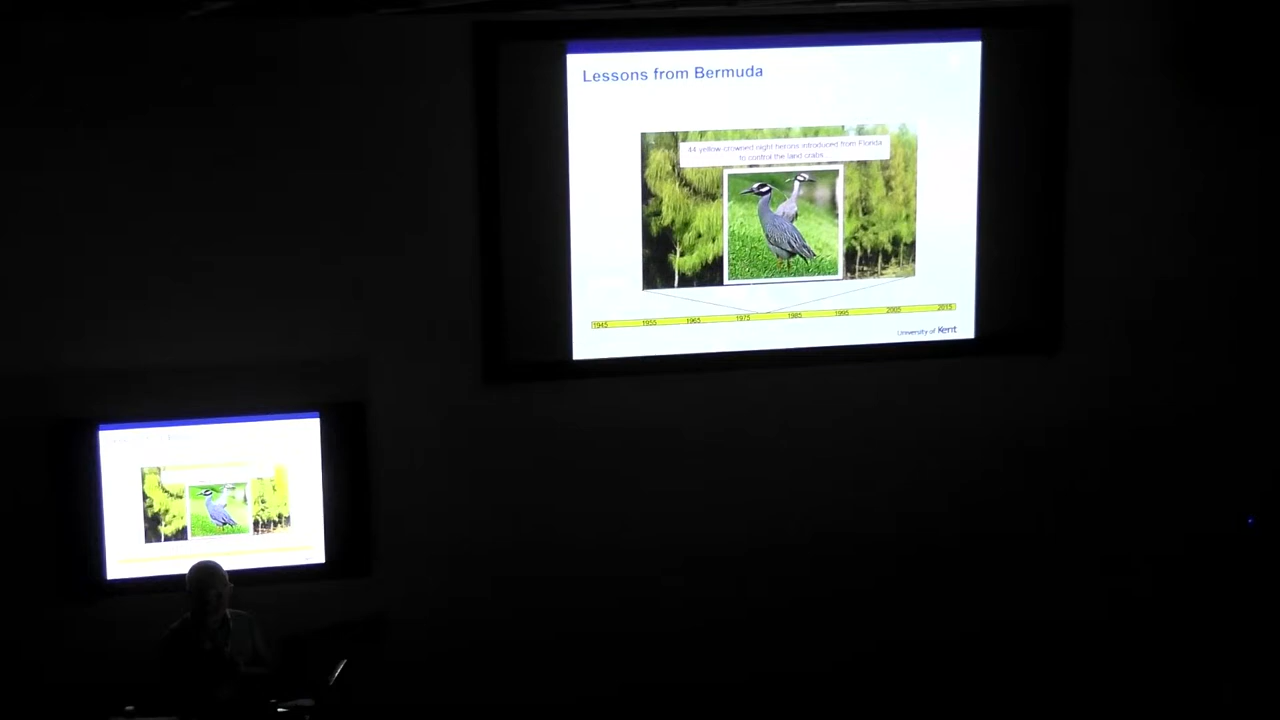 Lessons from Bermuda
44 yellow crowned night herons introduced from Florida
to control the land crabs
1945 1955 1965 1975 1985 1995 2005 2015
University of Kent